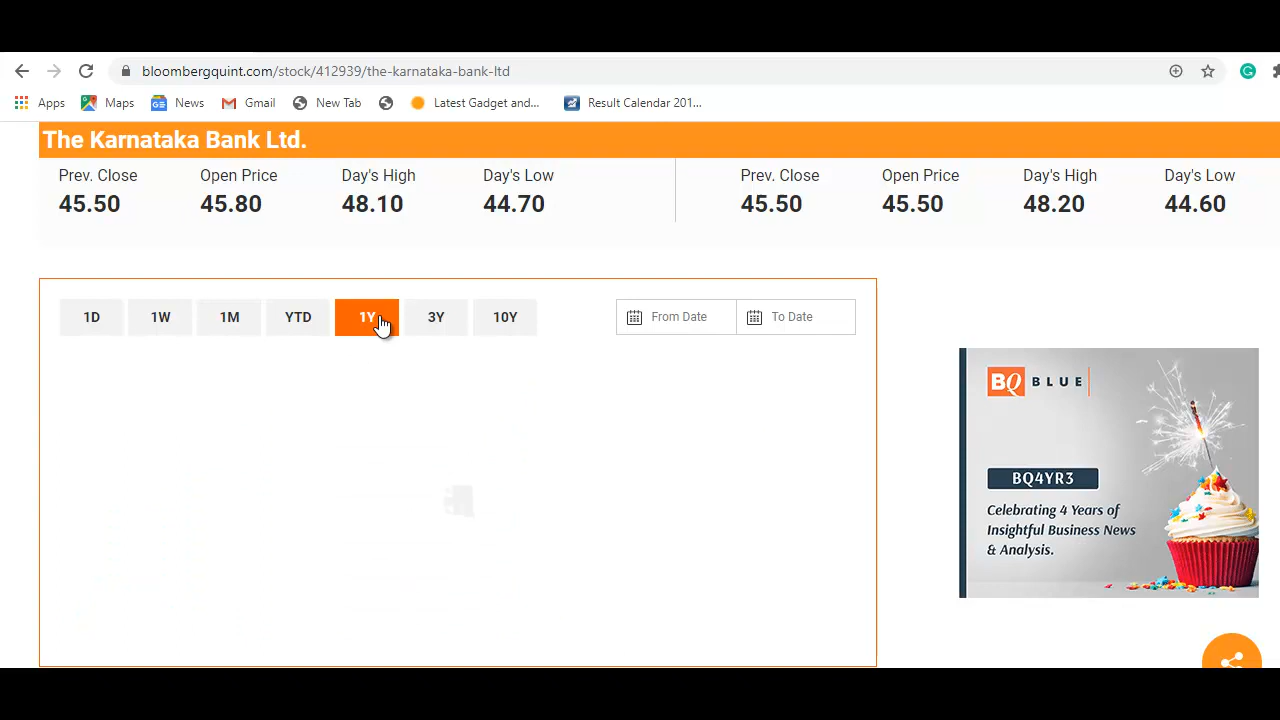 bloombergquint.com/stock/412939/the-karnataka-bank-ltd
Apps Maps News Gmail New Tab Latest Gadget and... Result Calendar 201...
The Karnataka Bank Ltd.
Prev. Close Open Price Day's High Day's Low Prev. Close Open Price Day's High Day's Low
45.50 45.80 48.10 44.70 45.50 45.50 48.20 44.60
1D 1W 1M YTD 1Y 3Y 10Y From Date To Date
BQ BLUE
BQ4YR3
Celebrating 4 Years of
Insightful Business News
& Analysis.